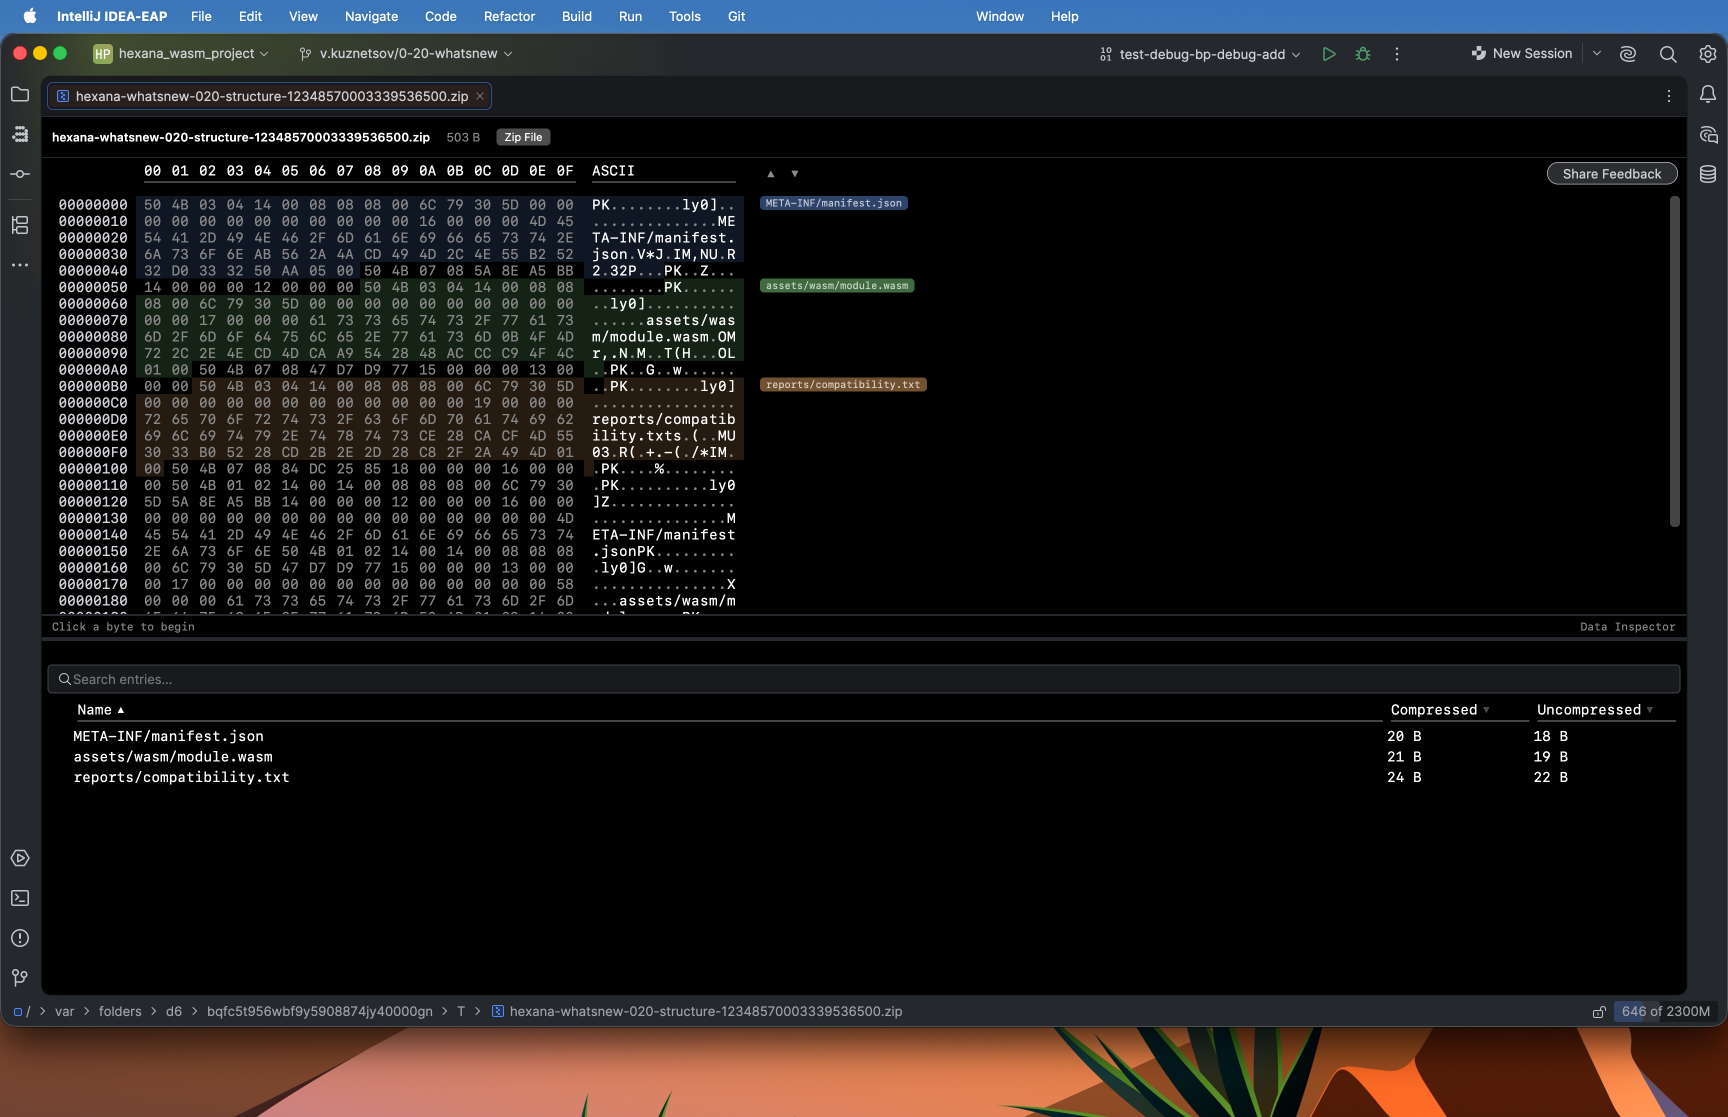 IntelliJ IDEA-EAP File Edit View Navigate Code Refactor Build Run Tools Git Window Help
HP hexana_wasm_project v.kuznetsov/0-20-whatsnew test-debug-bp-debug-add New Session
hexana-whatsnew-020-structure-12348570003339536500.zip
hexana-whatsnew-020-structure-12348570003339536500.zip 503 B Zip File
00 01 02 03 04 05 06 07 08 09 0A 0B 0C 0D 0E 0F ASCII Share Feedback
00000000 50 4B 03 04 14 00 08 08 08 00 6C 79 30 5D 00 00 PK........ly0].. META-INF/manifest.json
00000010 00 00 00 00 00 00 00 00 00 00 16 00 00 00 4D 45 ..............ME
00000020 54 41 2D 49 4E 46 2F 6D 61 6E 69 66 65 73 74 2E TA-INF/manifest.
00000030 6A 73 6F 6E AB 56 2A 4A CD 49 4D 2C 4E 55 B2 52 json.V*J.IM,NU.R
00000040 32 D0 33 32 50 AA 05 00 50 4B 07 08 5A 8E A5 BB 2.32P...PK..Z...
00000050 14 00 00 00 12 00 00 00 50 4B 03 04 14 00 08 08 ........PK...... assets/wasm/module.wasm
00000060 08 00 6C 79 30 5D 00 00 00 00 00 00 00 00 00 00 ..ly0]..........
00000070 00 00 17 00 00 00 61 73 73 65 74 73 2F 77 61 73 ......assets/was
00000080 6D 2F 6D 6F 64 75 6C 65 2E 77 61 73 6D 0B 4F 4D m/module.wasm.OM
00000090 72 2C 2E 4E CD 4D CA A9 54 28 48 AC CC C9 4F 4C r,.N.M..T(H...OL
000000A0 01 00 50 4B 07 08 47 D7 D9 77 15 00 00 00 13 00 ..PK..G..w......
000000B0 00 00 50 4B 03 04 14 00 08 08 08 00 6C 79 30 5D ..PK........ly0] reports/compatibility.txt
000000C0 00 00 00 00 00 00 00 00 00 00 00 00 19 00 00 00 ................
000000D0 72 65 70 6F 72 74 73 2F 63 6F 6D 70 61 74 69 62 reports/compatib
000000E0 69 6C 69 74 79 2E 74 78 74 73 CE 28 CA CF 4D 55 ility.txts.(..MU
000000F0 30 33 B0 52 28 CD 2B 2E 2D 28 C8 2F 2A 49 4D 01 03.R(.+.-(./*IM.
00000100 00 50 4B 07 08 84 DC 25 85 18 00 00 00 16 00 00 .PK....%........
00000110 00 50 4B 01 02 14 00 14 00 08 08 08 00 6C 79 30 .PK..........ly0
00000120 5D 5A 8E A5 BB 14 00 00 00 12 00 00 00 16 00 00 ]Z..............
00000130 00 00 00 00 00 00 00 00 00 00 00 00 00 00 00 4D ...............M
00000140 45 54 41 2D 49 4E 46 2F 6D 61 6E 69 66 65 73 74 ETA-INF/manifest
00000150 2E 6A 73 6F 6E 50 4B 01 02 14 00 14 00 08 08 08 .jsonPK.........
00000160 00 6C 79 30 5D 47 D7 D9 77 15 00 00 00 13 00 00 .ly0]G..w.......
00000170 00 17 00 00 00 00 00 00 00 00 00 00 00 00 00 58 ...............X
00000180 00 00 00 61 73 73 65 74 73 2F 77 61 73 6D 2F 6D ...assets/wasm/m
Click a byte to begin Data Inspector
Search entries...
Name Compressed Uncompressed
META-INF/manifest.json 20 B 18 B
assets/wasm/module.wasm 21 B 19 B
reports/compatibility.txt 24 B 22 B
/ > var > folders > d6 > bqfc5t956wbf9y5908874jy40000gn > T > hexana-whatsnew-020-structure-12348570003339536500.zip 646 of 2300M